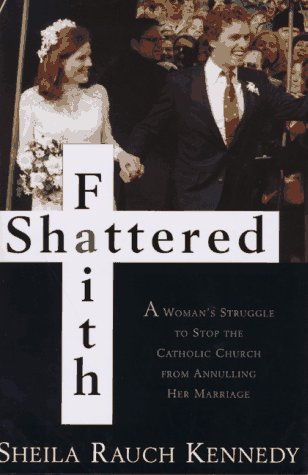 Shattered
Faith
A Woman's Struggle
to Stop the
Catholic Church
from Annulling
Her Marriage
Sheila Rauch Kennedy